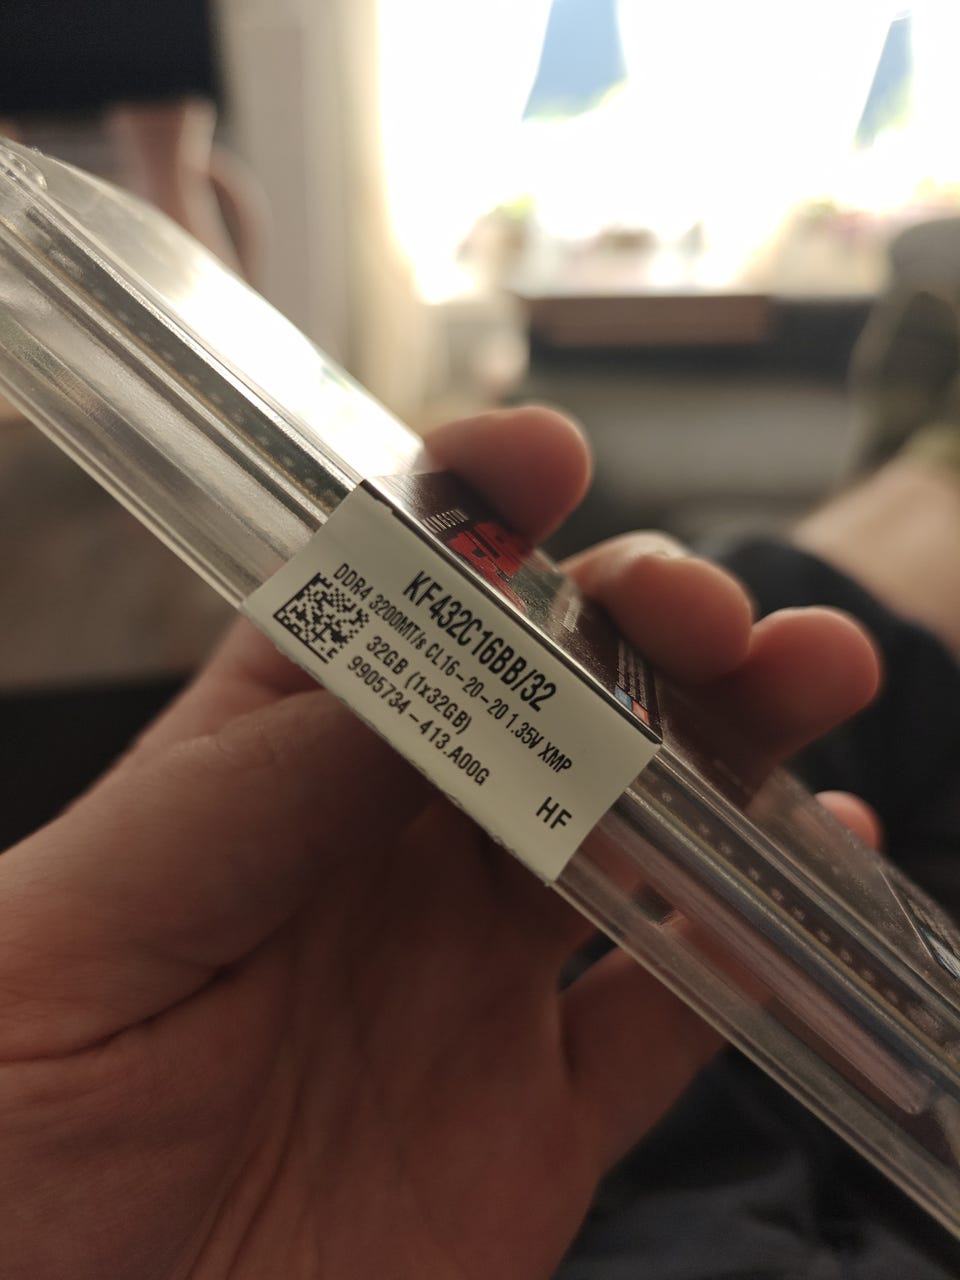 KF432C16BB/32
DDR4 3200MT/s CL16-20-20 1.35V XMP
32GB (1x32GB)
9905734-413.A00G
HF